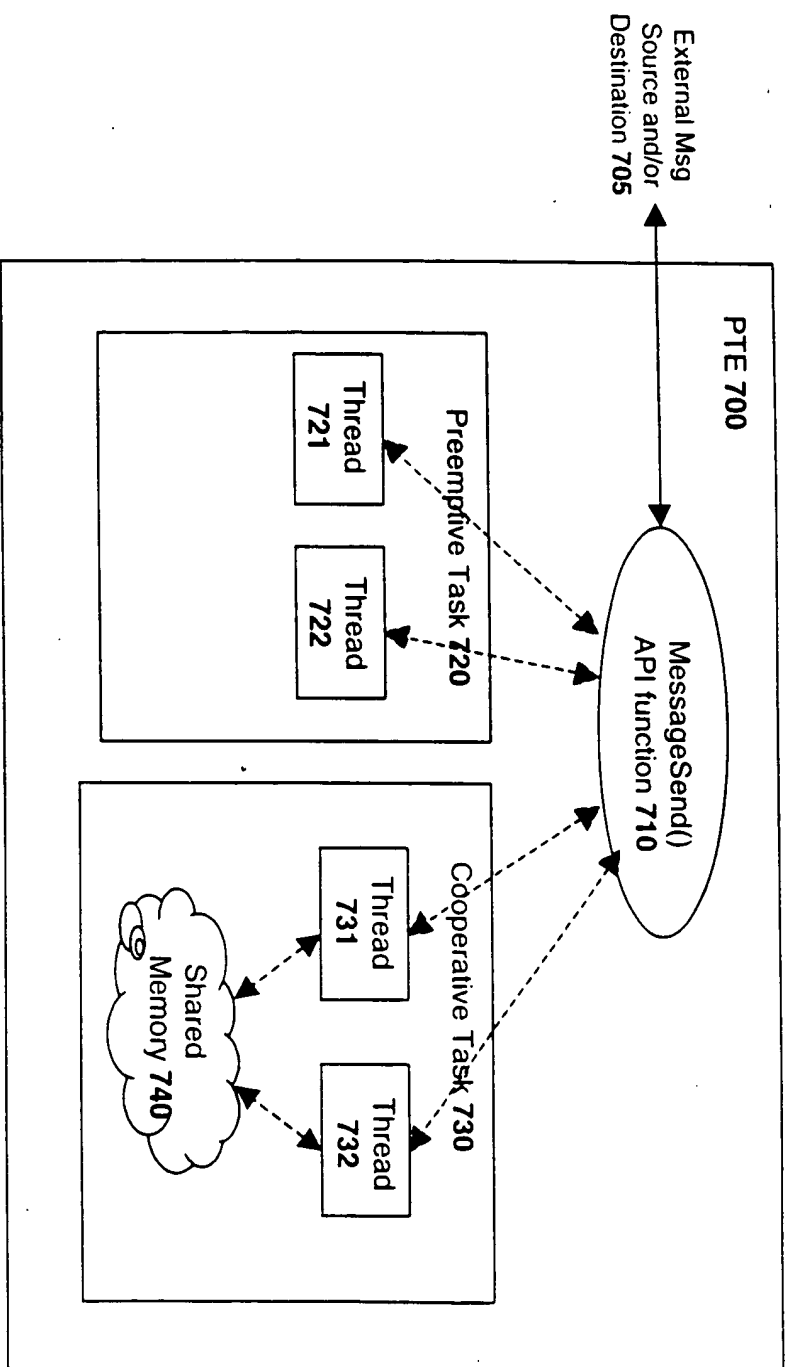 External Msg
Source and/or
Destination 705
PTE 700
MessageSend()
API function 710
Preemptive Task 720
Thread
721
Thread
722
Cooperative Task 730
Thread
731
Thread
732
Shared
Memory 740